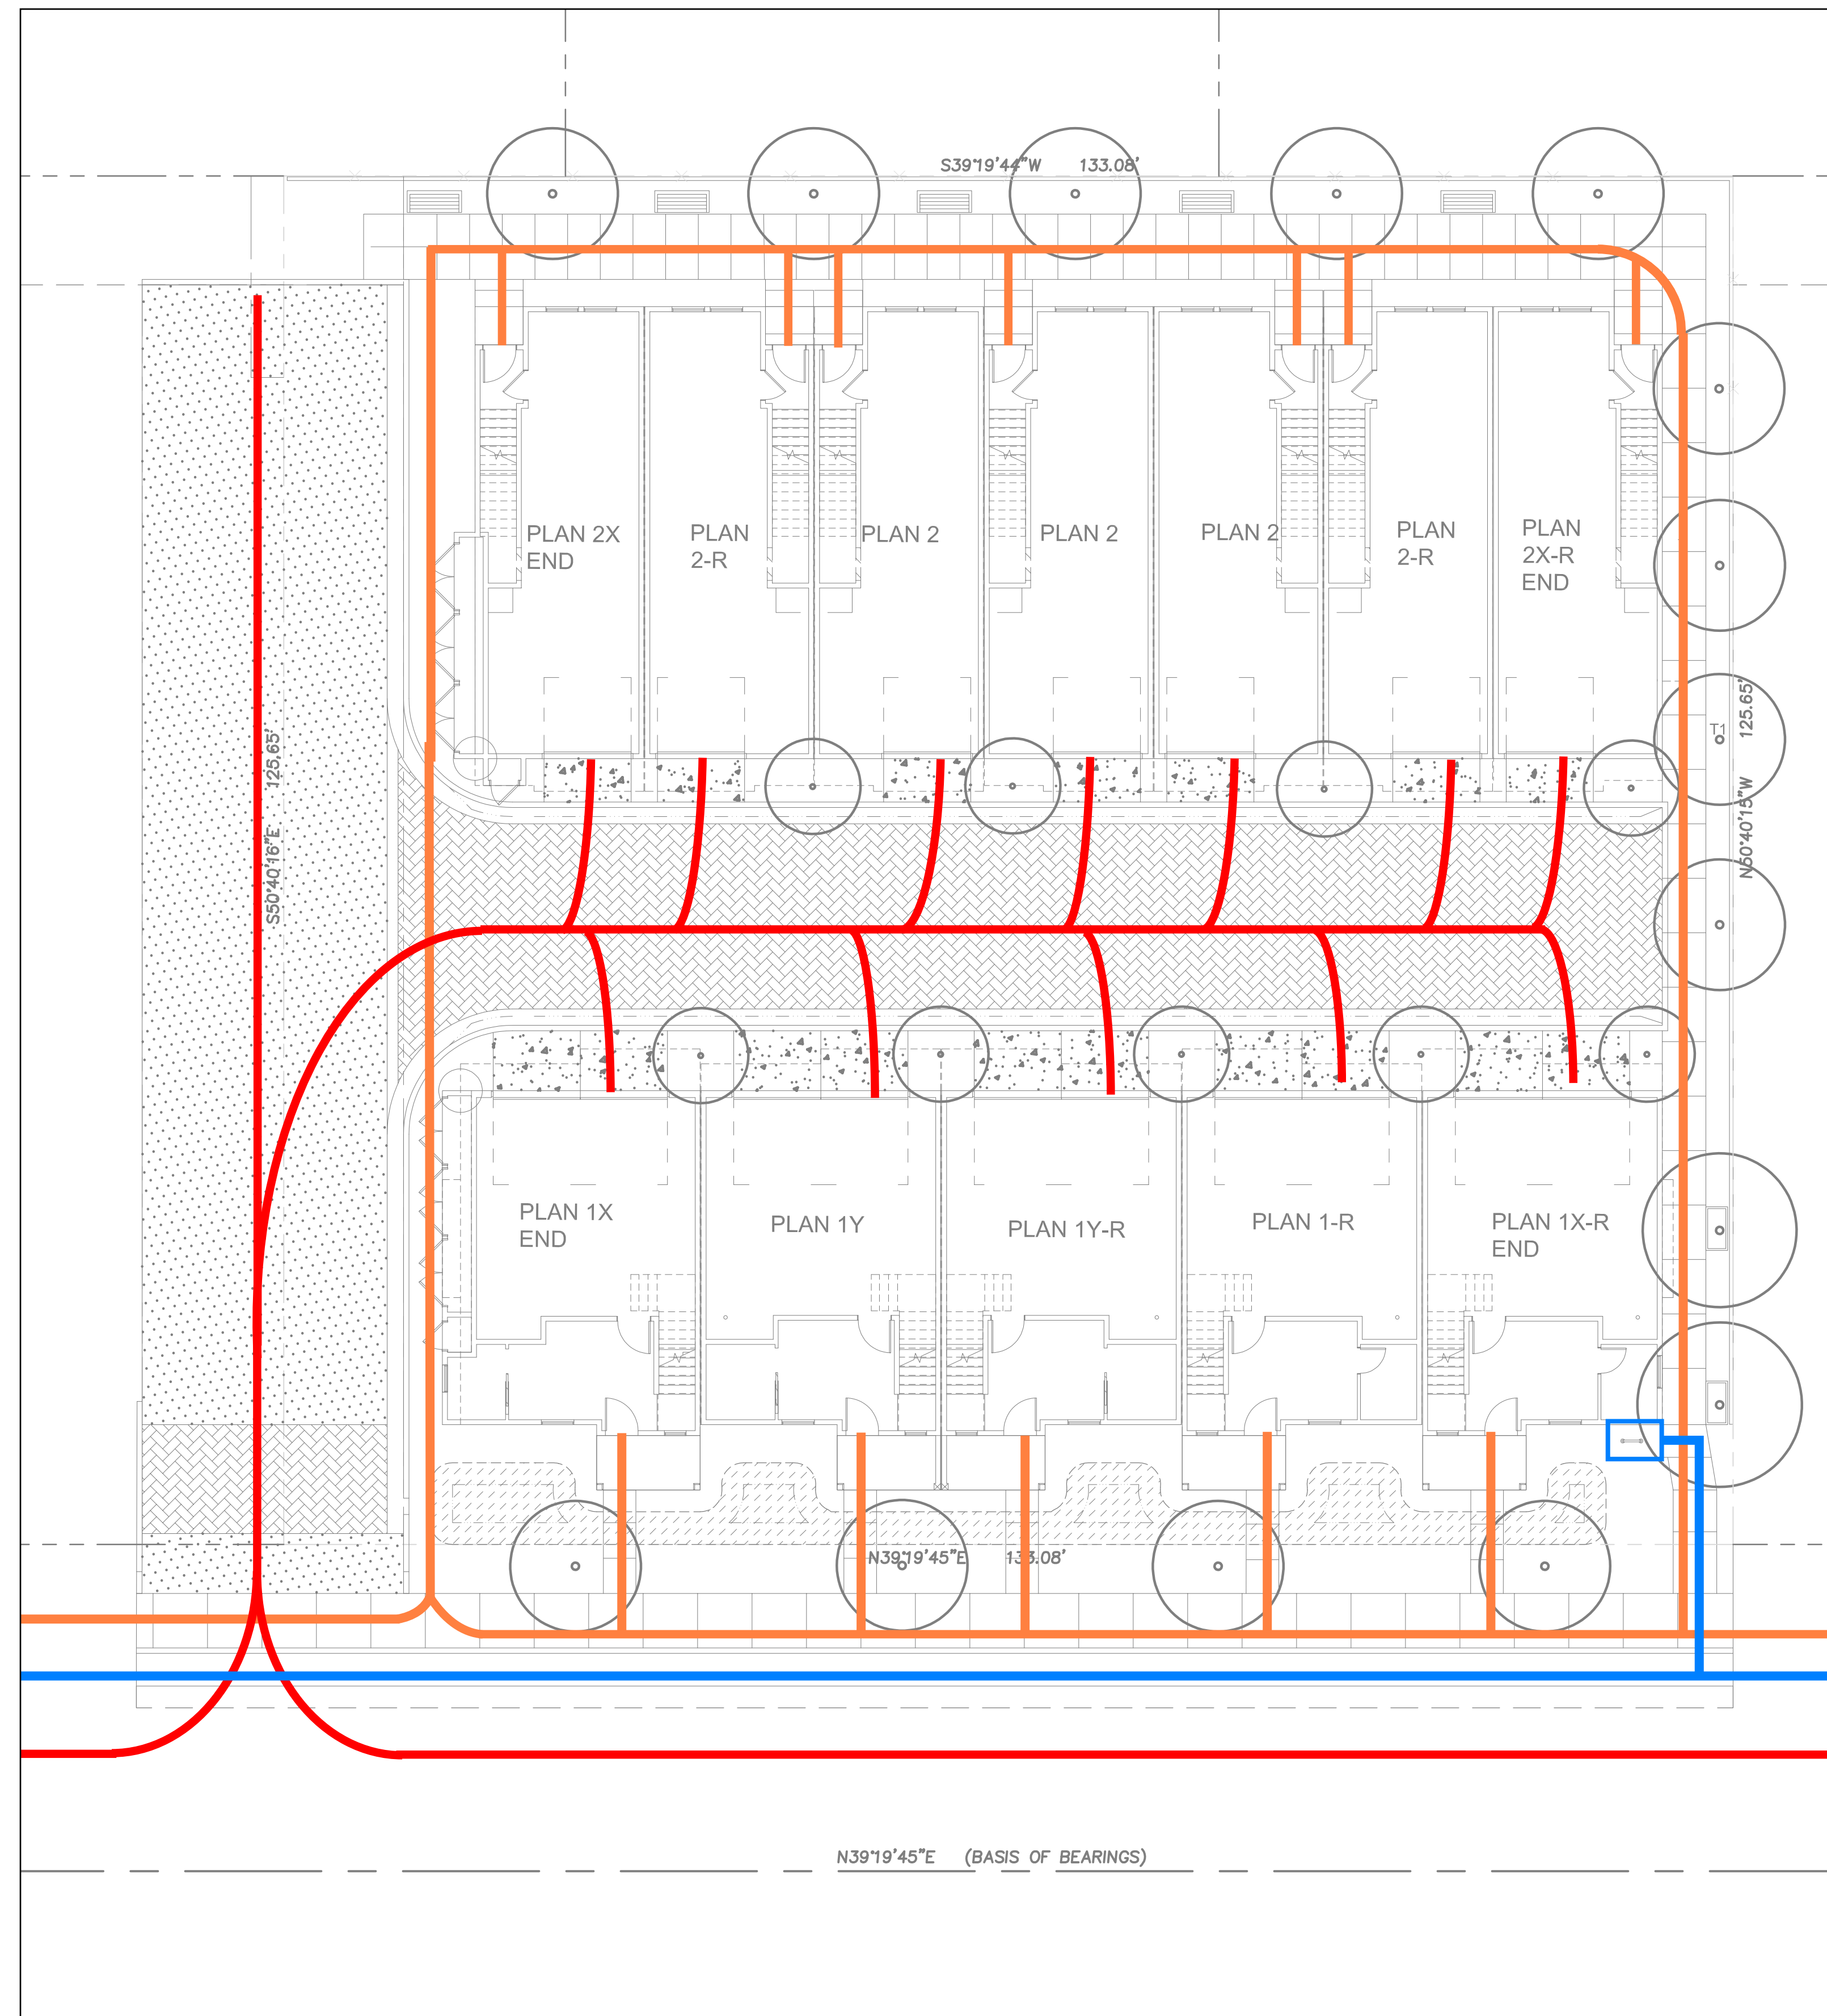 S39°19'44"W 133.08'
PLAN 2X
END
PLAN
2-R
PLAN 2
PLAN 2
PLAN 2
PLAN
2-R
PLAN
2X-R
END
T1
S50°40'16"E 125.65'
N50°40'15"W 125.65'
PLAN 1X
END
PLAN 1Y
PLAN 1Y-R
PLAN 1-R
PLAN 1X-R
END
N39°19'45"E 133.08'
N39°19'45"E (BASIS OF BEARINGS)